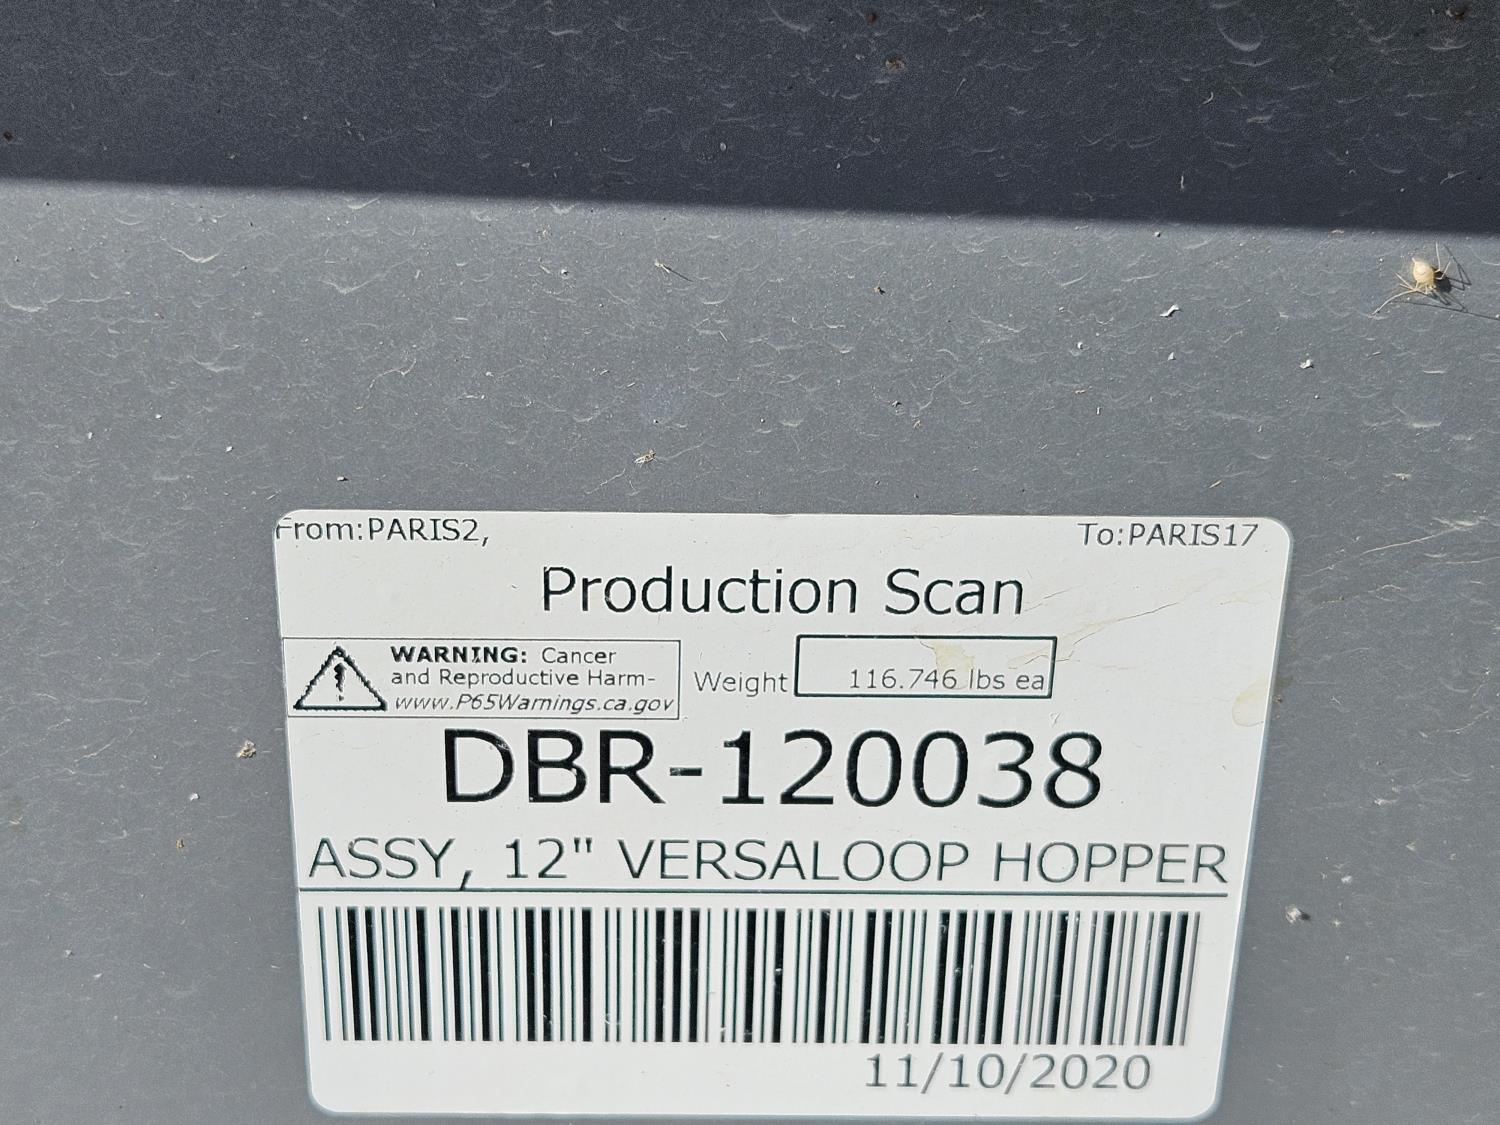 From:PARIS2, To:PARIS17
Production Scan
WARNING: Cancer
and Reproductive Harm-
www.P65Warnings.ca.gov
Weight 116.746 lbs ea
DBR-120038
ASSY, 12" VERSALOOP HOPPER
11/10/2020